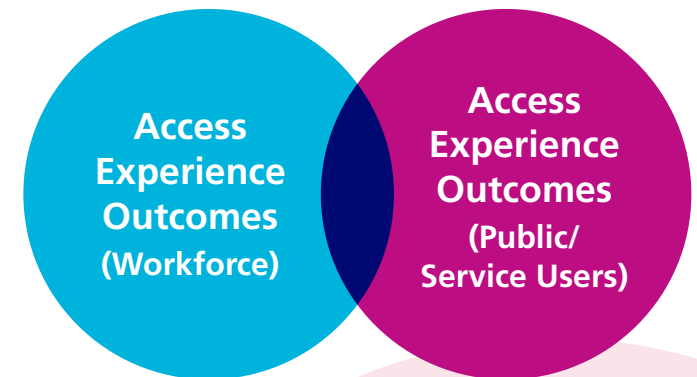 Access
Experience
Outcomes
(Workforce)
Access
Experience
Outcomes
(Public/
Service Users)